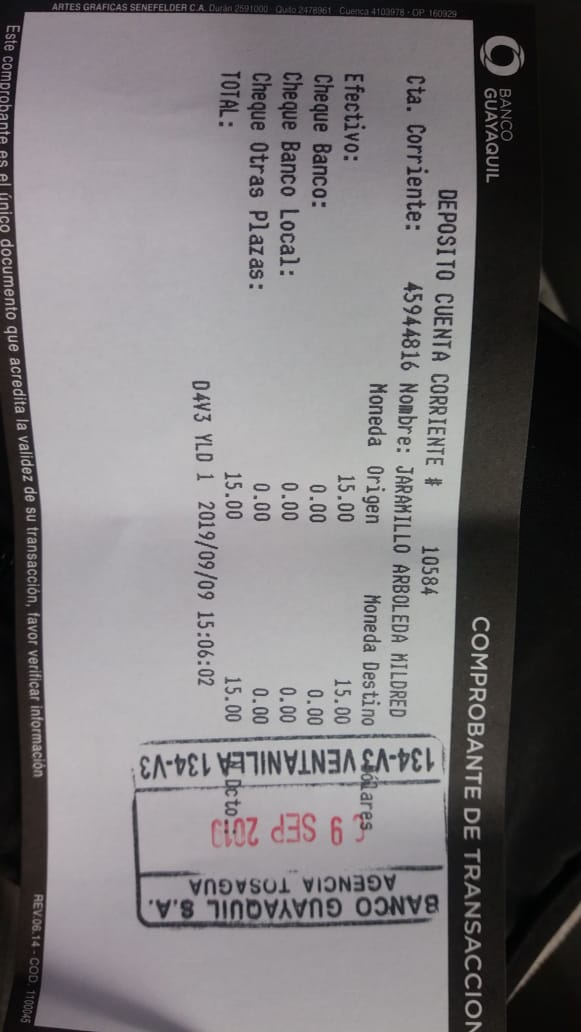 ARTES GRAFICAS SENEFELDER C.A. Durán 2591000 · Quito 2478961 · Cuenca 4103978 · OP. 160929
BANCO
GUAYAQUIL
COMPROBANTE DE TRANSACCION
DEPOSITO CUENTA CORRIENTE # 10584
Cta. Corriente: 45944816 Nombre: JARAMILLO ARBOLEDA MILDRED
Moneda Origen Moneda Destino
Dólares
Efectivo: 15.00 15.00
Cheque Banco: 0.00 0.00
Cheque Banco Local: 0.00 0.00
Cheque Otras Plazas: 0.00 0.00
TOTAL: 15.00 15.00
Dcto.:
D4V3 YLD 1 2019/09/09 15:06:02
BANCO GUAYAQUIL S.A.
AGENCIA TOSAGUA
9 SEP 2019
134-V3 VENTANILLA 134-V3
Este comprobante es el único documento que acredita la validez de su transacción, favor verificar información
REV.06.14 - COD. 1100045